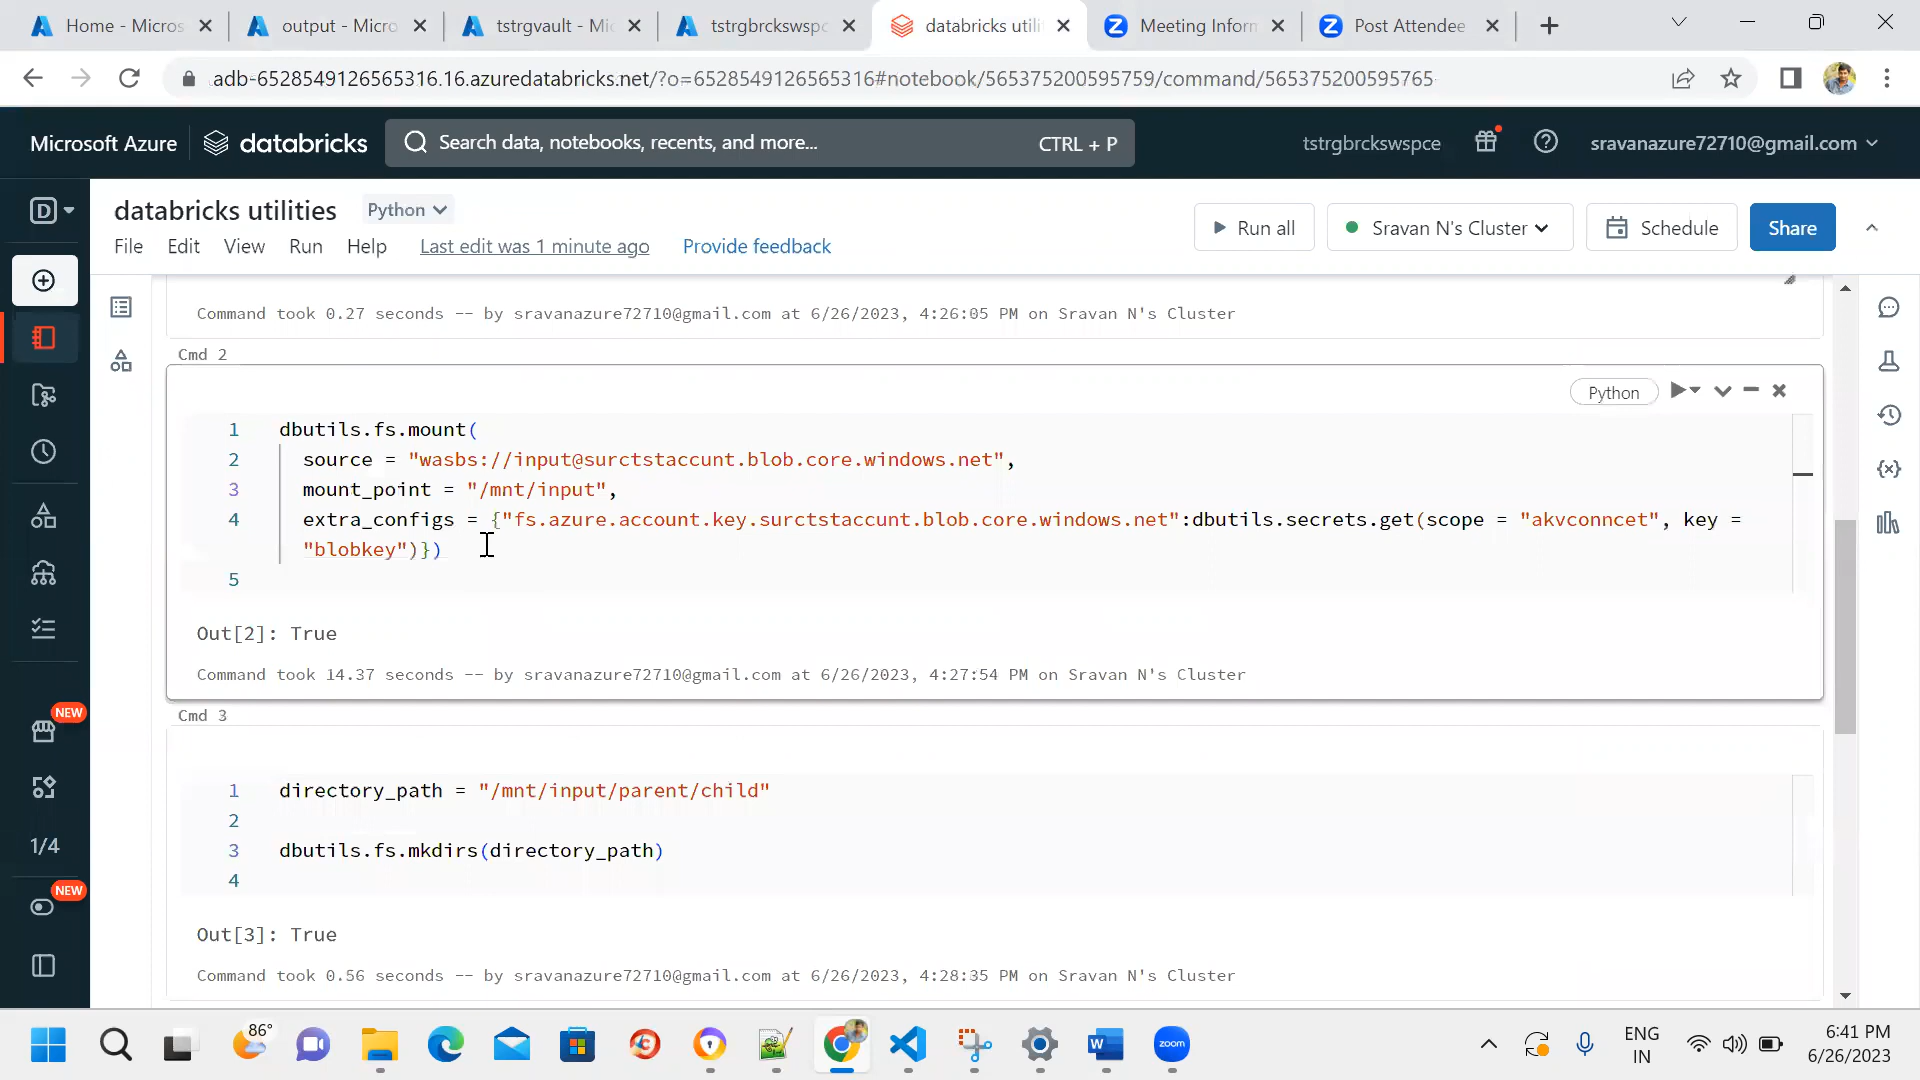 Home - Micros
output - Micro
tstrgvault - Mi
tstrgbrckswspc
databricks utili
Meeting Inform
Post Attendee
adb-6528549126565316.16.azuredatabricks.net/?o=6528549126565316#notebook/565375200595759/command/565375200595765
Microsoft Azure
databricks
Search data, notebooks, recents, and more...
CTRL + P
tstrgbrckswspce
sravanazure72710@gmail.com
D
databricks utilities
Python
Run all
Sravan N's Cluster
Schedule
Share
File
Edit
View
Run
Help
Last edit was 1 minute ago
Provide feedback
Command took 0.27 seconds -- by sravanazure72710@gmail.com at 6/26/2023, 4:26:05 PM on Sravan N's Cluster
Cmd 2
Python
1 dbutils.fs.mount(
2 source = "wasbs://input@surctstaccunt.blob.core.windows.net",
3 mount_point = "/mnt/input",
4 extra_configs = {"fs.azure.account.key.surctstaccunt.blob.core.windows.net":dbutils.secrets.get(scope = "akvconncet", key =
"blobkey")})
5
Out[2]: True
Command took 14.37 seconds -- by sravanazure72710@gmail.com at 6/26/2023, 4:27:54 PM on Sravan N's Cluster
Cmd 3
1 directory_path = "/mnt/input/parent/child"
2
3 dbutils.fs.mkdirs(directory_path)
4
Out[3]: True
Command took 0.56 seconds -- by sravanazure72710@gmail.com at 6/26/2023, 4:28:35 PM on Sravan N's Cluster
NEW
1/4
NEW
86°
zoom
ENG
IN
6:41 PM
6/26/2023